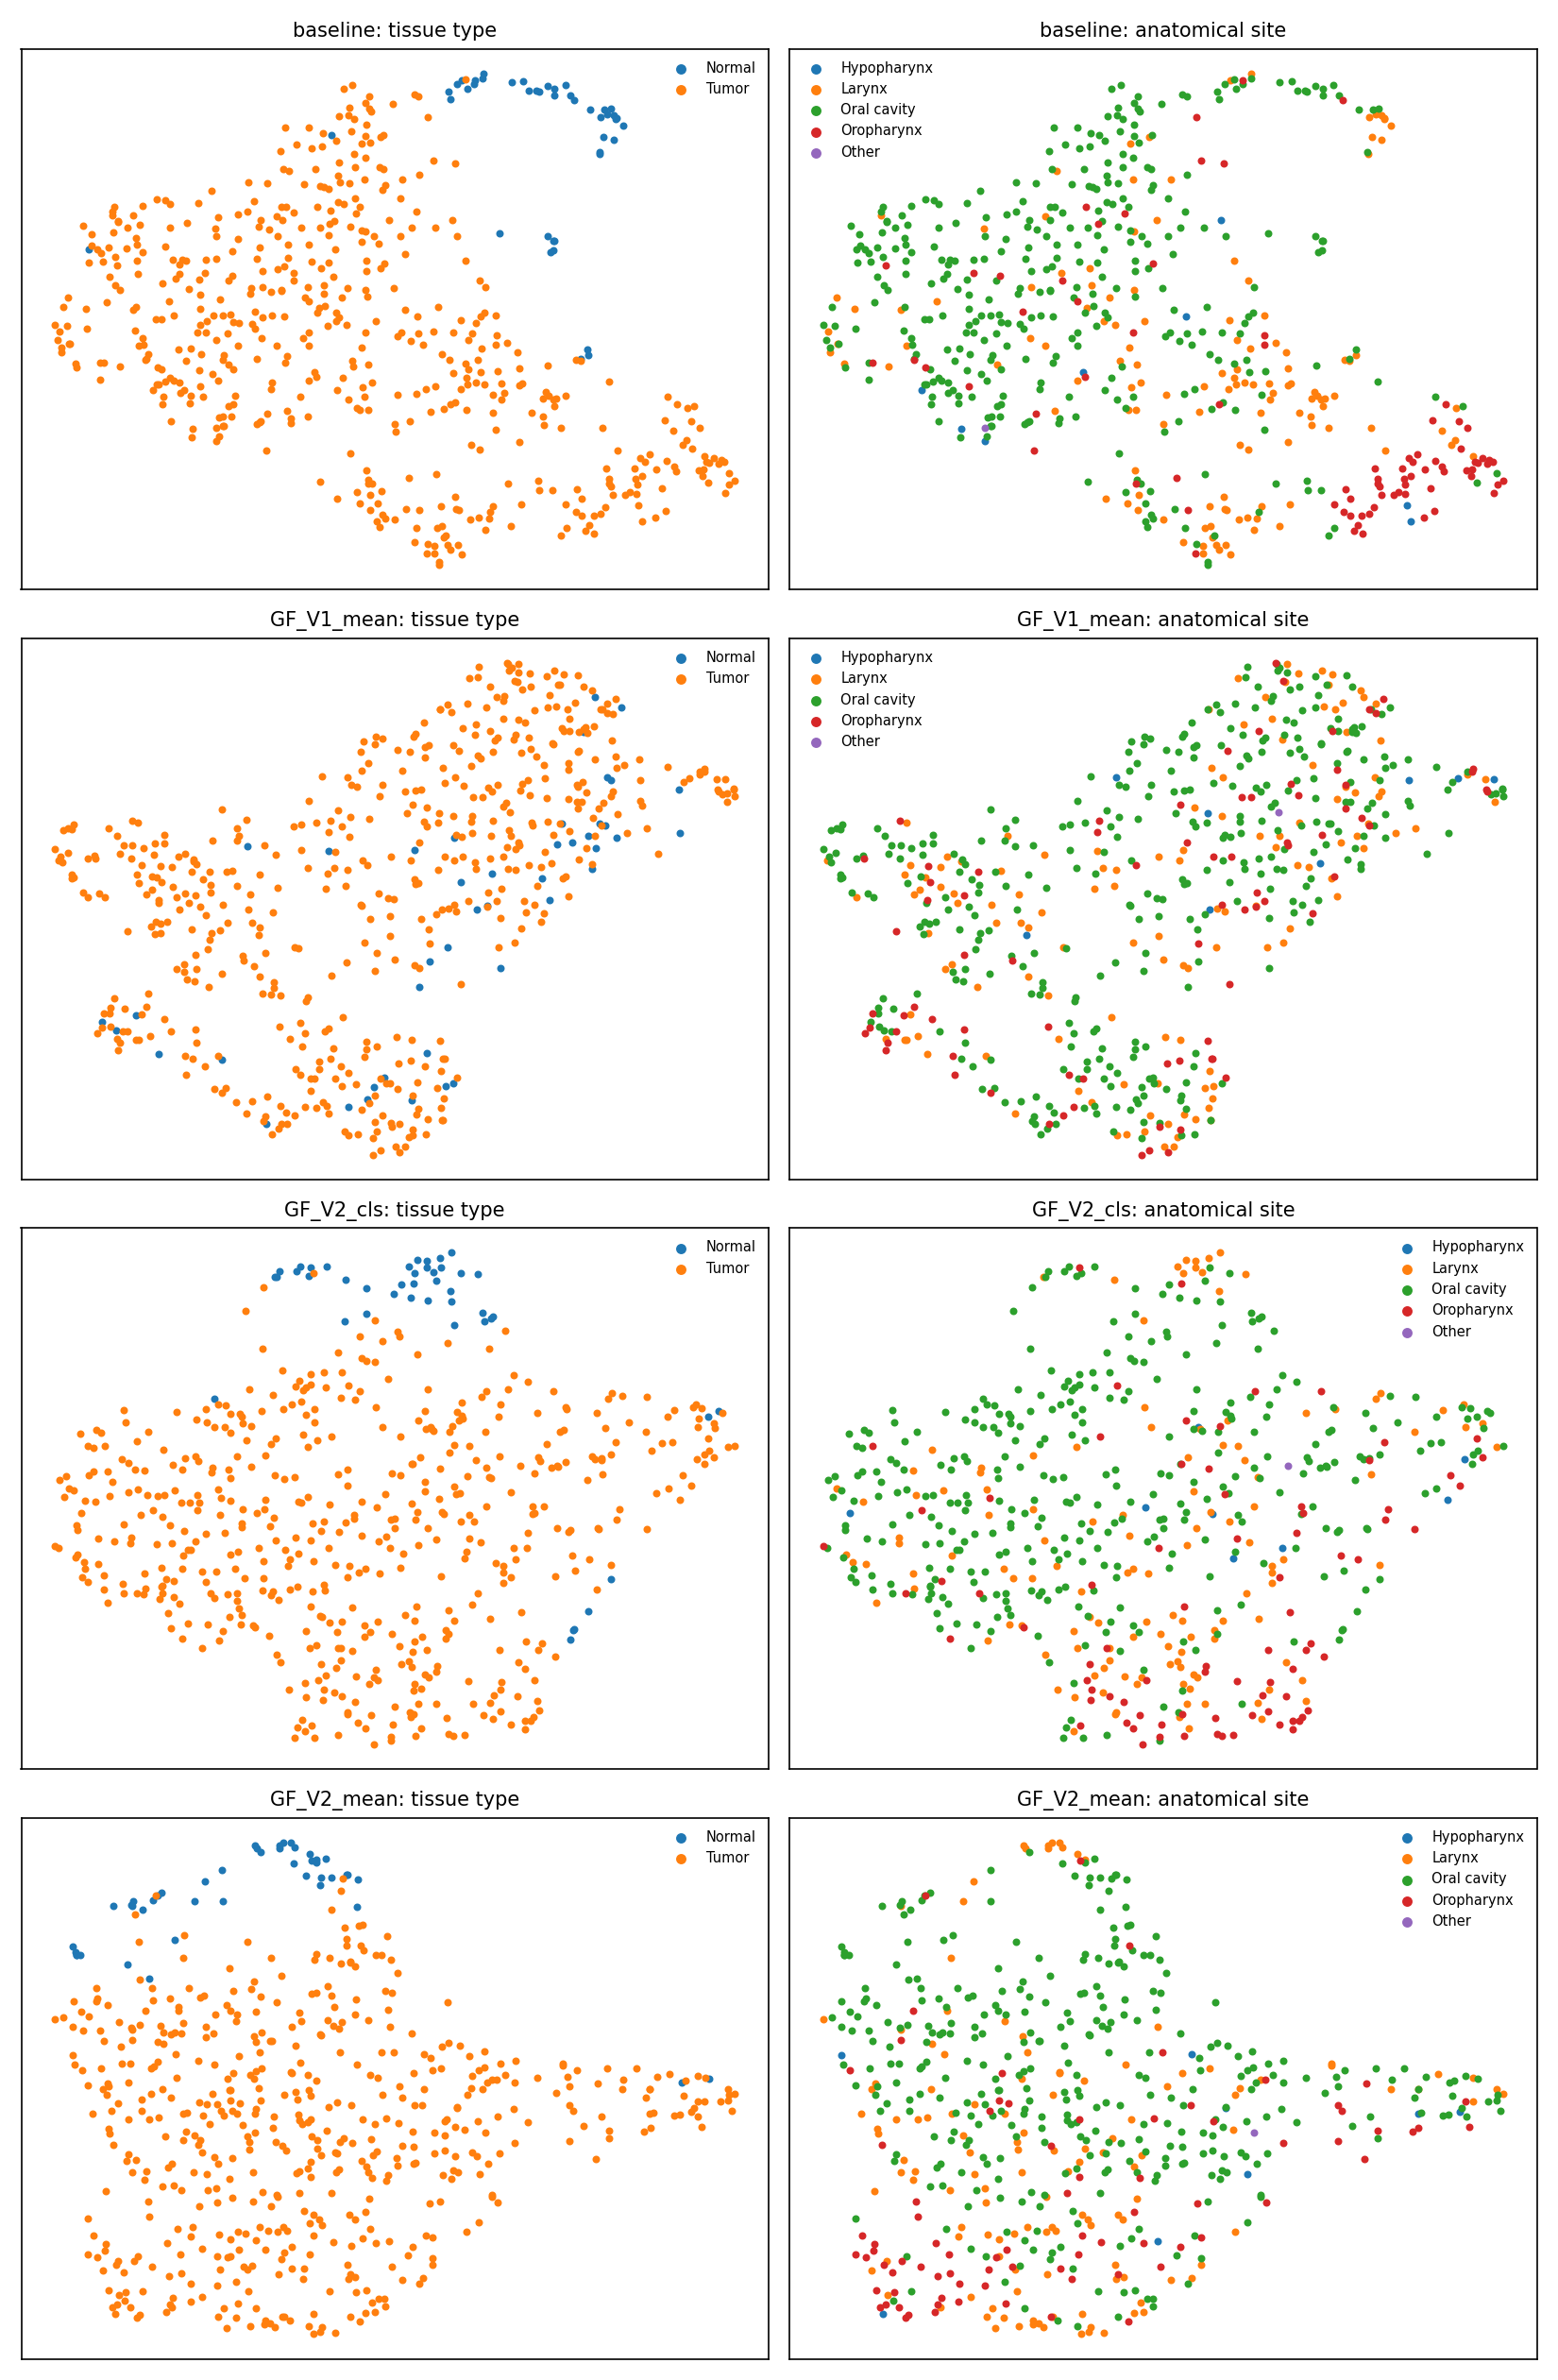 baseline: tissue type
Normal
Tumor
baseline: anatomical site
Hypopharynx
Larynx
Oral cavity
Oropharynx
Other
GF_V1_mean: tissue type
Normal
Tumor
GF_V1_mean: anatomical site
Hypopharynx
Larynx
Oral cavity
Oropharynx
Other
GF_V2_cls: tissue type
Normal
Tumor
GF_V2_cls: anatomical site
Hypopharynx
Larynx
Oral cavity
Oropharynx
Other
GF_V2_mean: tissue type
Normal
Tumor
GF_V2_mean: anatomical site
Hypopharynx
Larynx
Oral cavity
Oropharynx
Other